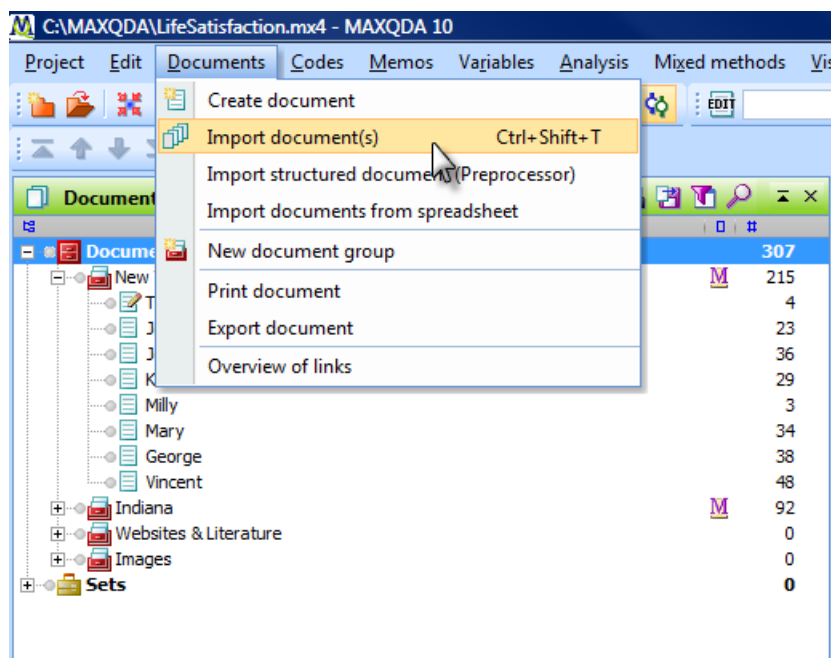 C:\MAXQDA\LifeSatisfaction.mx4 - MAXQDA 10
Project Edit Documents Codes Memos Variables Analysis Mixed methods Vis
Create document
EDIT
Import document(s) Ctrl+Shift+T
Import structured document (Preprocessor)
Document
Import documents from spreadsheet
#
Docume 307
New document group
New M 215
T 4
Print document
J 23
Export document
J 36
Overview of links
K 29
Milly 3
Mary 34
George 38
Vincent 48
Indiana M 92
Websites & Literature 0
Images 0
Sets 0